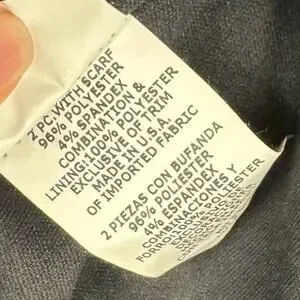 2 PC.WITH SCARF
96% POLYESTER
4% SPANDEX
COMBINATION &
LINING:100% POLYESTER
EXCLUSIVE OF TRIM
MADE IN U.S.A.
OF IMPORTED FABRIC
2 PIEZAS CON BUFANDA
96% POLIESTER
4% ESPANDEX
COMBINACIONES Y
FORRO:100% POLIESTER